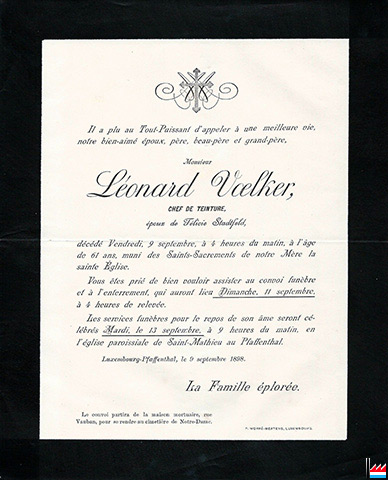 Il a plu au Tout-Puissant d'appeler à une meilleure vie,
notre bien-aimé époux, père, beau-père et grand-père,
Monsieur
Léonard Vœlker,
CHEF DE TEINTURE,
époux de Félicie Stadtfeld,
décédé Vendredi, 9 septembre, à 4 heures du matin, à l'âge
de 61 ans, muni des Saints-Sacrements de notre Mère la
sainte Église.
Vous êtes prié de bien vouloir assister au convoi funèbre
et à l'enterrement, qui auront lieu Dimanche, 11 septembre,
à 4 heures de relevée.
Les services funèbres pour le repos de son âme seront cé-
lébrés Mardi, le 13 septembre, à 9 heures du matin, en
l'église paroissiale de Saint-Mathieu au Pfaffenthal.
Luxembourg-Pfaffenthal, le 9 septembre 1898.
La Famille éplorée.
Le convoi partira de la maison mortuaire, rue
Vauban, pour se rendre au cimetière de Notre-Dame.
LUXEMBOURG